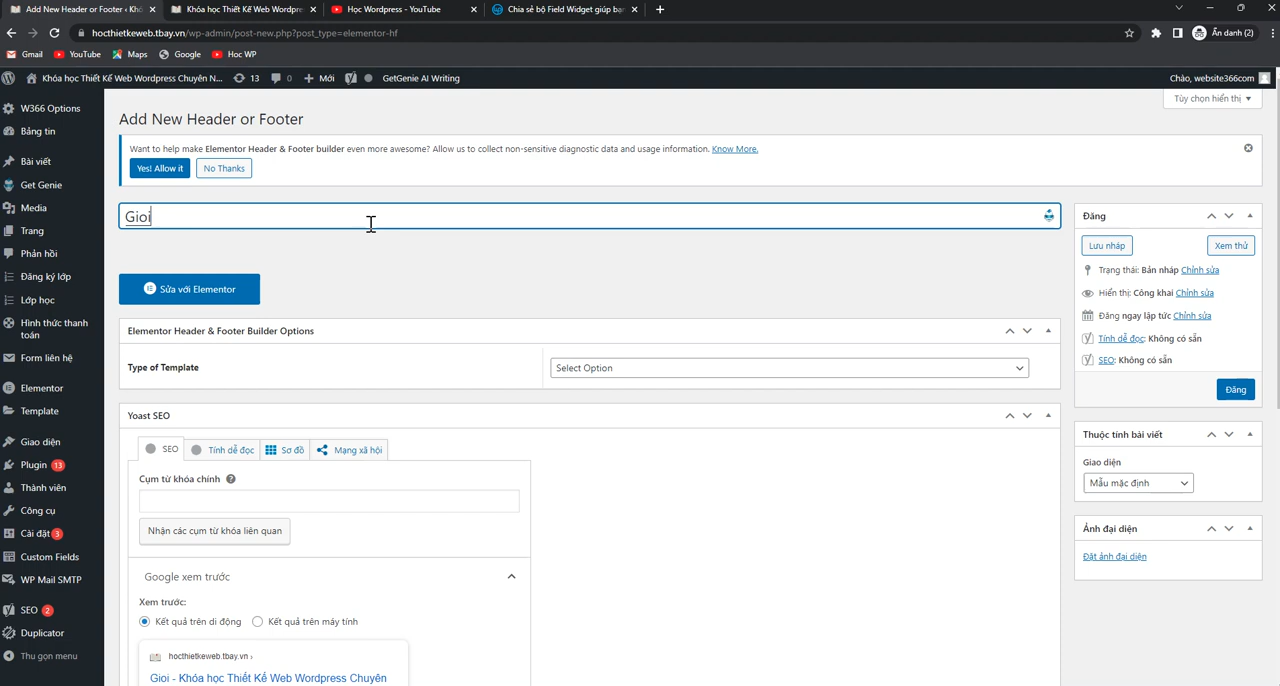 Add New Header or Footer ‹ Kh
Khóa học Thiết Kế Web Wordpre
Học Wordpress - YouTube
Chia sẻ bộ Field Widget giúp bạ
hocthietkeweb.tbay.vn/wp-admin/post-new.php?post_type=elementor-hf
Ẩn danh (2)
Gmail
YouTube
Maps
Google
Hoc WP
Khóa học Thiết Kế Web Wordpress Chuyên N...
13
0
Mới
GetGenie AI Writing
Chào, website366com
W366 Options
Bảng tin
Bài viết
Get Genie
Media
Trang
Phản hồi
Đăng ký lớp
Lớp học
Hình thức thanh
toán
Form liên hệ
Elementor
Template
Giao diện
Plugin 13
Thành viên
Công cụ
Cài đặt 3
Custom Fields
WP Mail SMTP
SEO 2
Duplicator
Thu gọn menu
Tùy chọn hiển thị
Add New Header or Footer
Want to help make Elementor Header & Footer builder even more awesome? Allow us to collect non-sensitive diagnostic data and usage information. Know More.
Yes! Allow it
No Thanks
Gioi
Sửa với Elementor
Elementor Header & Footer Builder Options
Type of Template
Select Option
Yoast SEO
SEO
Tính dễ đọc
Sơ đồ
Mạng xã hội
Cụm từ khóa chính
Nhận các cụm từ khóa liên quan
Google xem trước
Xem trước:
Kết quả trên di động
Kết quả trên máy tính
hocthietkeweb.tbay.vn ›
Gioi - Khóa học Thiết Kế Web Wordpress Chuyên
Đăng
Lưu nháp
Xem thử
Trạng thái: Bản nháp Chỉnh sửa
Hiển thị: Công khai Chỉnh sửa
Đăng ngay lập tức Chỉnh sửa
Tính dễ đọc: Không có sẵn
SEO: Không có sẵn
Đăng
Thuộc tính bài viết
Giao diện
Mẫu mặc định
Ảnh đại diện
Đặt ảnh đại diện